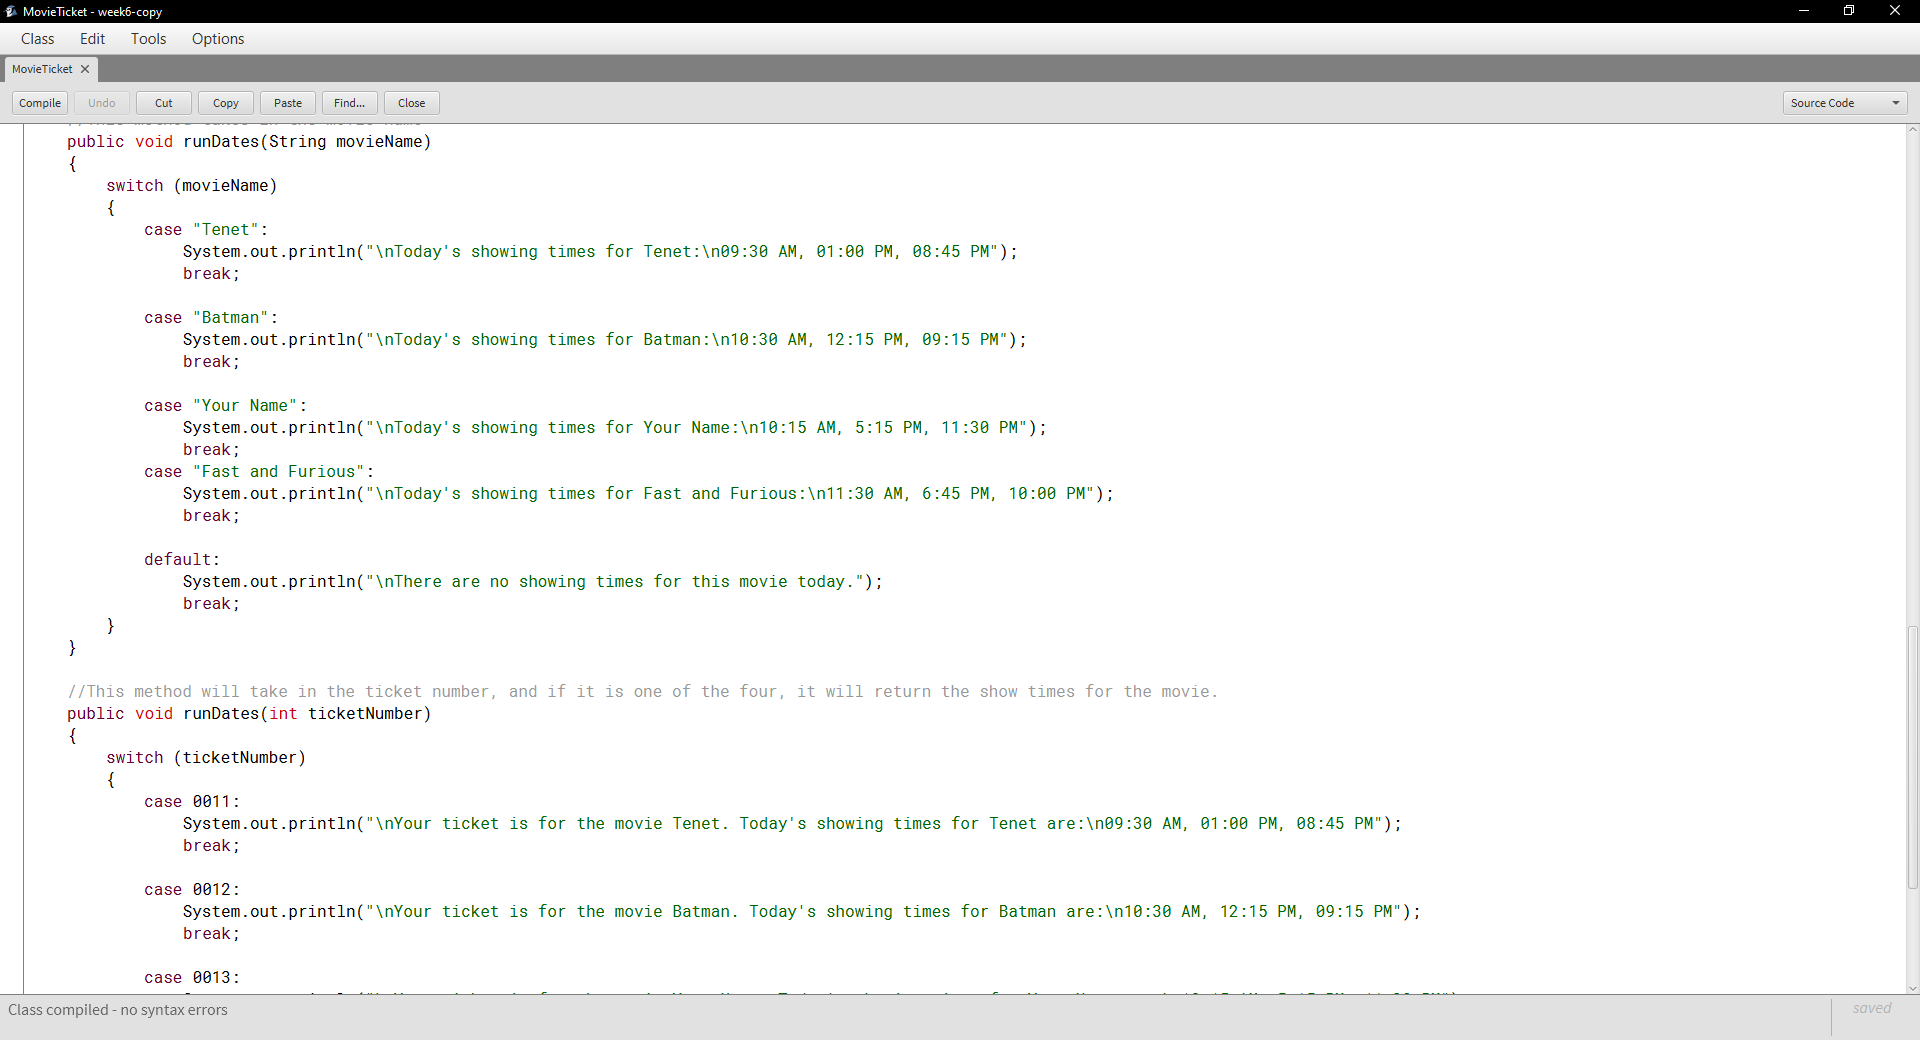 MovieTicket - week6-copy
Class Edit Tools Options
MovieTicket
Compile Undo Cut Copy Paste Find... Close Source Code
public void runDates(String movieName)
{
switch (movieName)
{
case "Tenet":
System.out.println("\nToday's showing times for Tenet:\n09:30 AM, 01:00 PM, 08:45 PM");
break;
case "Batman":
System.out.println("\nToday's showing times for Batman:\n10:30 AM, 12:15 PM, 09:15 PM");
break;
case "Your Name":
System.out.println("\nToday's showing times for Your Name:\n10:15 AM, 5:15 PM, 11:30 PM");
break;
case "Fast and Furious":
System.out.println("\nToday's showing times for Fast and Furious:\n11:30 AM, 6:45 PM, 10:00 PM");
break;
default:
System.out.println("\nThere are no showing times for this movie today.");
break;
}
}
//This method will take in the ticket number, and if it is one of the four, it will return the show times for the movie.
public void runDates(int ticketNumber)
{
switch (ticketNumber)
{
case 0011:
System.out.println("\nYour ticket is for the movie Tenet. Today's showing times for Tenet are:\n09:30 AM, 01:00 PM, 08:45 PM");
break;
case 0012:
System.out.println("\nYour ticket is for the movie Batman. Today's showing times for Batman are:\n10:30 AM, 12:15 PM, 09:15 PM");
break;
case 0013:
Class compiled - no syntax errors
saved